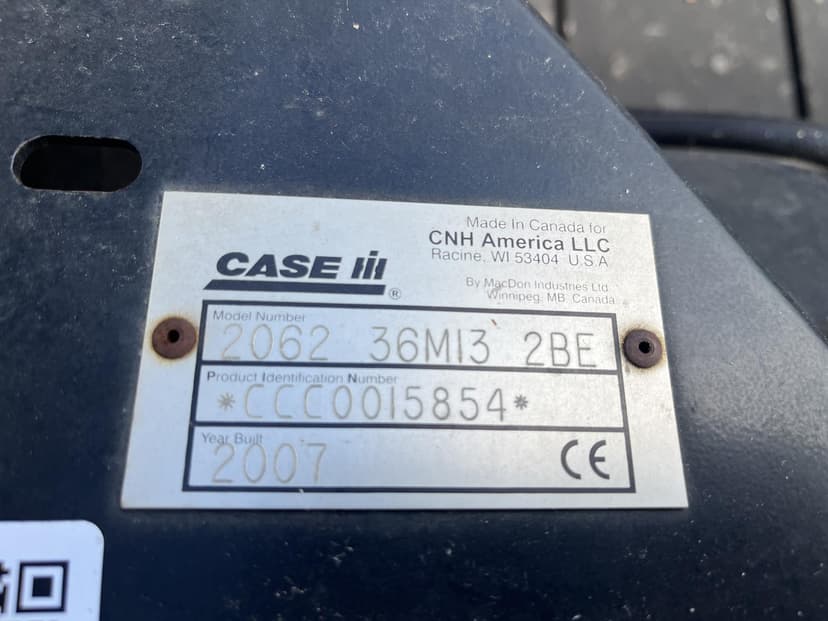 Made In Canada for
CNH America LLC
Racine, WI 53404 U.S.A
By MacDon Industries Ltd
Winnipeg, MB, Canada
CASE IH
®
Model Number
2062 36MI3 2BE
Product Identification Number
*CCC0015854*
Year Built
2007
CE